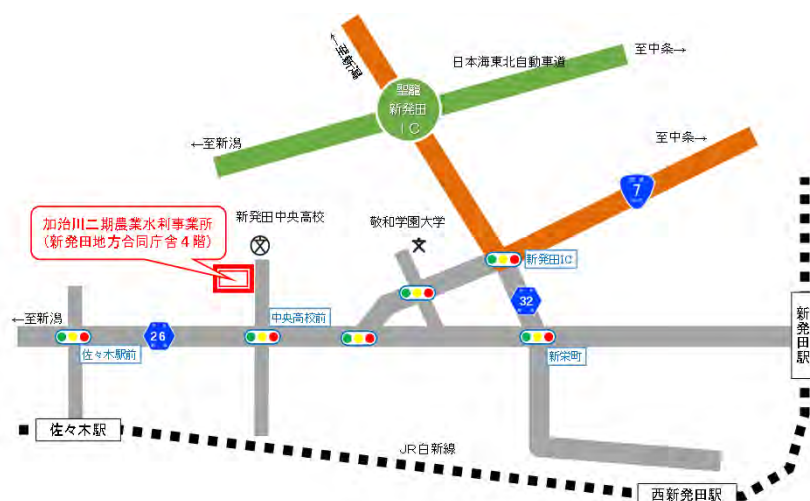 ←至新潟
日本海東北自動車道
至中条→
聖籠
新発田
IC
←至新潟
至中条→
7
加治川二期農業水利事業所
(新発田地方合同庁舎4階)
新発田中央高校
敬和学園大学
文
文
新発田IC
32
←至新潟
26
中央高校前
佐々木駅前
新栄町
新発田駅
佐々木駅
JR白新線
西新発田駅